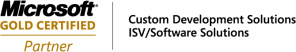 Microsoft®
GOLD CERTIFIED
Partner
Custom Development Solutions
ISV/Software Solutions